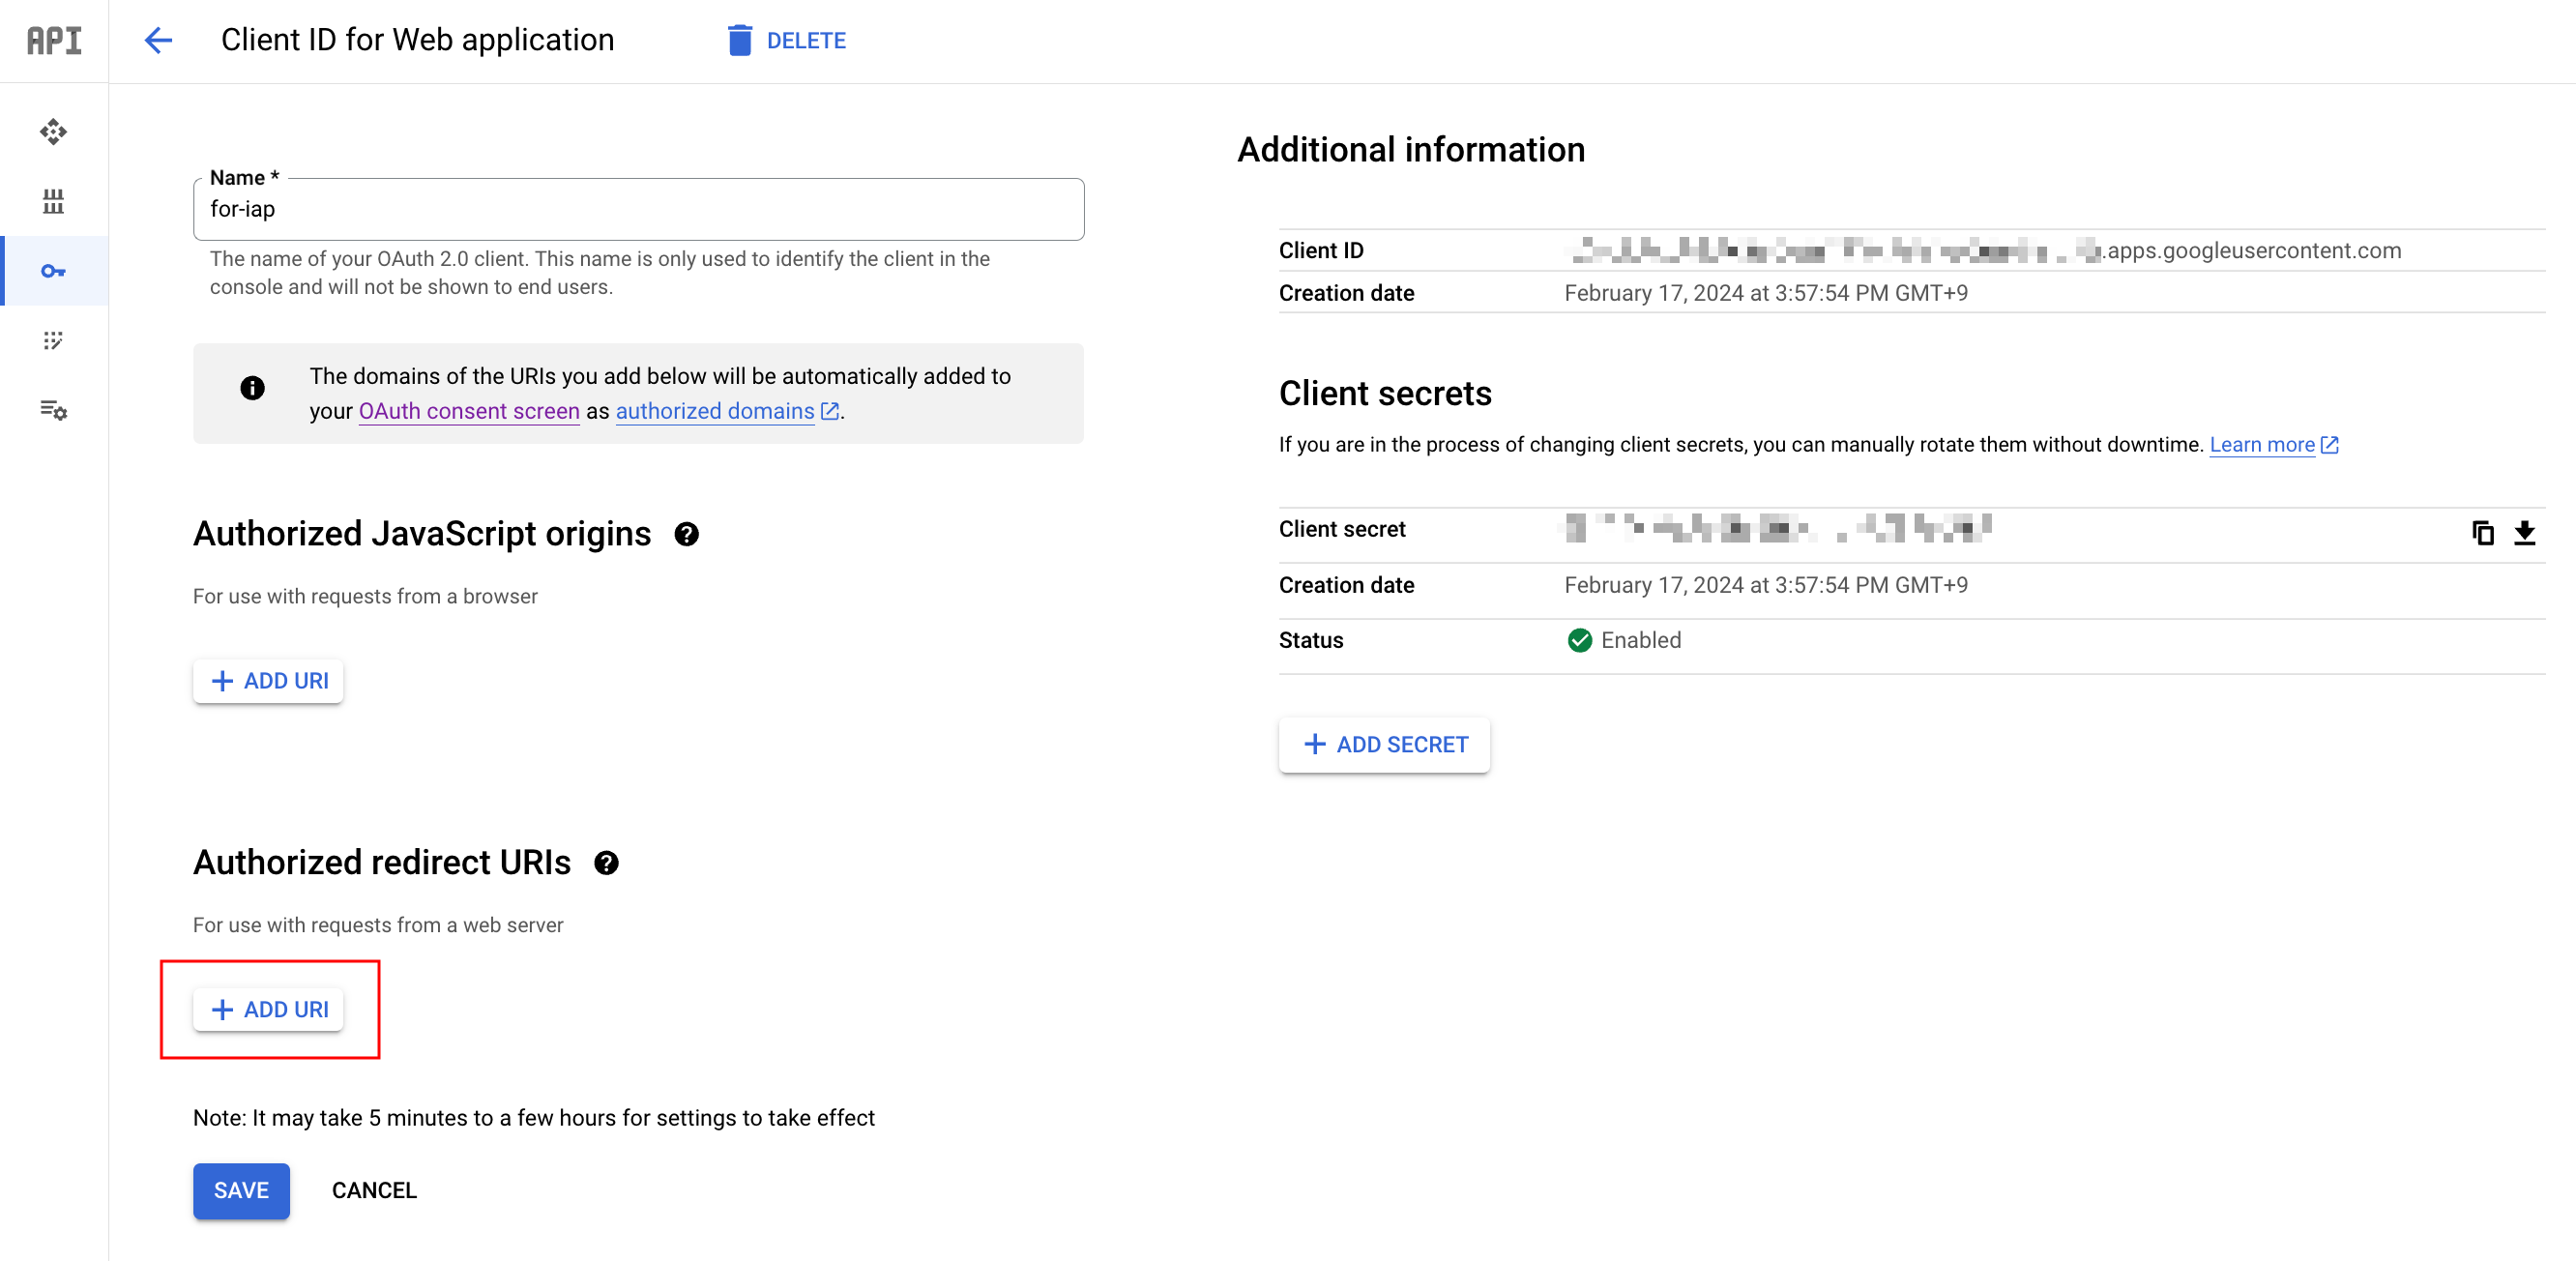 API
Client ID for Web application
DELETE
Name *
for-iap
The name of your OAuth 2.0 client. This name is only used to identify the client in the
console and will not be shown to end users.
The domains of the URIs you add below will be automatically added to
your OAuth consent screen as authorized domains.
Authorized JavaScript origins
For use with requests from a browser
ADD URI
Authorized redirect URIs
For use with requests from a web server
ADD URI
Note: It may take 5 minutes to a few hours for settings to take effect
SAVE
CANCEL
Additional information
Client ID
.apps.googleusercontent.com
Creation date
February 17, 2024 at 3:57:54 PM GMT+9
Client secrets
If you are in the process of changing client secrets, you can manually rotate them without downtime. Learn more
Client secret
Creation date
February 17, 2024 at 3:57:54 PM GMT+9
Status
Enabled
ADD SECRET